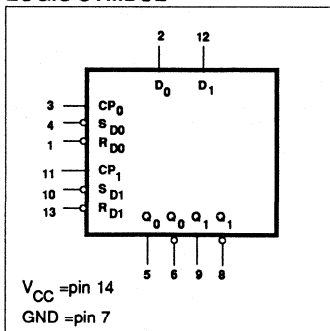 LOGIC SYMBOL
2 12
D0 D1
3 CP0
4 SD0
1 RD0
11 CP1
10 SD1
13 RD1
Q0 Q0 Q1 Q1
5 6 9 8
VCC =pin 14
GND =pin 7